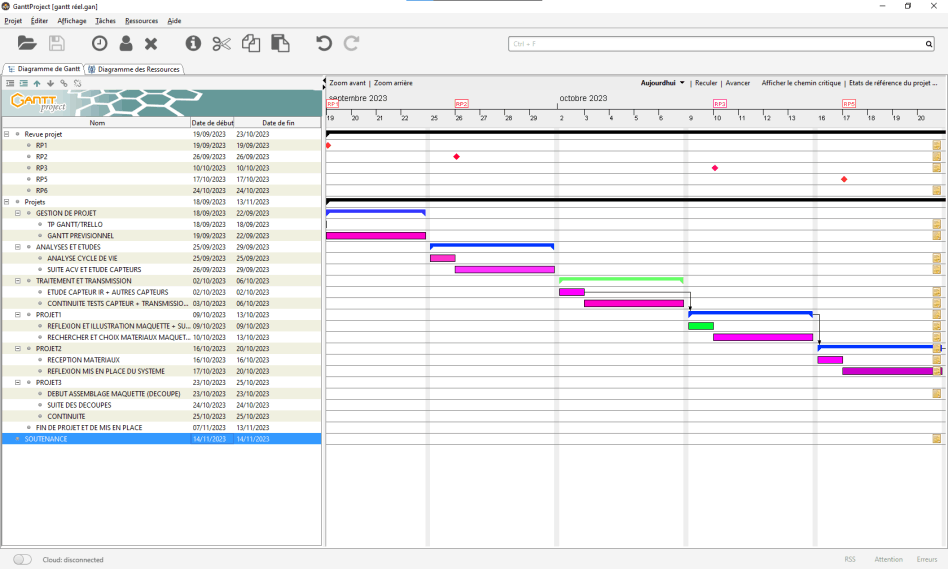 GanttProject [gantt réel.gan]
Projet Éditer Affichage Tâches Ressources Aide
Ctrl + F
Diagramme de Gantt Diagramme des Ressources
Zoom avant | Zoom arrière Aujourdhui | Reculer | Avancer Afficher le chemin critique | Etats de référence du projet ...
GANTT project
septembre 2023 octobre 2023
RP1 RP2 RP3 RP5
Nom Date de début Date de fin
19 20 21 22 25 26 27 28 29 2 3 4 5 6 9 10 11 12 13 16 17 18 19 20
Revue projet 19/09/2023 23/10/2023
RP1 19/09/2023 19/09/2023
RP2 26/09/2023 26/09/2023
RP3 10/10/2023 10/10/2023
RP5 17/10/2023 17/10/2023
RP6 24/10/2023 24/10/2023
Projets 18/09/2023 13/11/2023
GESTION DE PROJET 18/09/2023 22/09/2023
TP GANTT/TRELLO 18/09/2023 18/09/2023
GANTT PREVISIONNEL 19/09/2023 22/09/2023
ANALYSES ET ETUDES 25/09/2023 29/09/2023
ANALYSE CYCLE DE VIE 25/09/2023 25/09/2023
SUITE ACV ET ETUDE CAPTEURS 26/09/2023 29/09/2023
TRAITEMENT ET TRANSMISSION 02/10/2023 06/10/2023
ETUDE CAPTEUR IR + AUTRES CAPTEURS 02/10/2023 02/10/2023
CONTINUITE TESTS CAPTEUR + TRANSMISSIO... 03/10/2023 06/10/2023
PROJET1 09/10/2023 13/10/2023
REFLEXION ET ILLUSTRATION MAQUETTE + SU... 09/10/2023 09/10/2023
RECHERCHER ET CHOIX MATERIAUX MAQUET... 10/10/2023 13/10/2023
PROJET2 16/10/2023 20/10/2023
RECEPTION MATERIAUX 16/10/2023 16/10/2023
REFLEXION MIS EN PLACE DU SYSTEME 17/10/2023 20/10/2023
PROJET3 23/10/2023 25/10/2023
DEBUT ASSEMBLAGE MAQUETTE (DECOUPE) 23/10/2023 23/10/2023
SUITE DES DECOUPES 24/10/2023 24/10/2023
CONTINUITE 25/10/2023 25/10/2023
FIN DE PROJET ET DE MIS EN PLACE 07/11/2023 13/11/2023
SOUTENANCE 14/11/2023 14/11/2023
Cloud: disconnected RSS Attention Erreurs